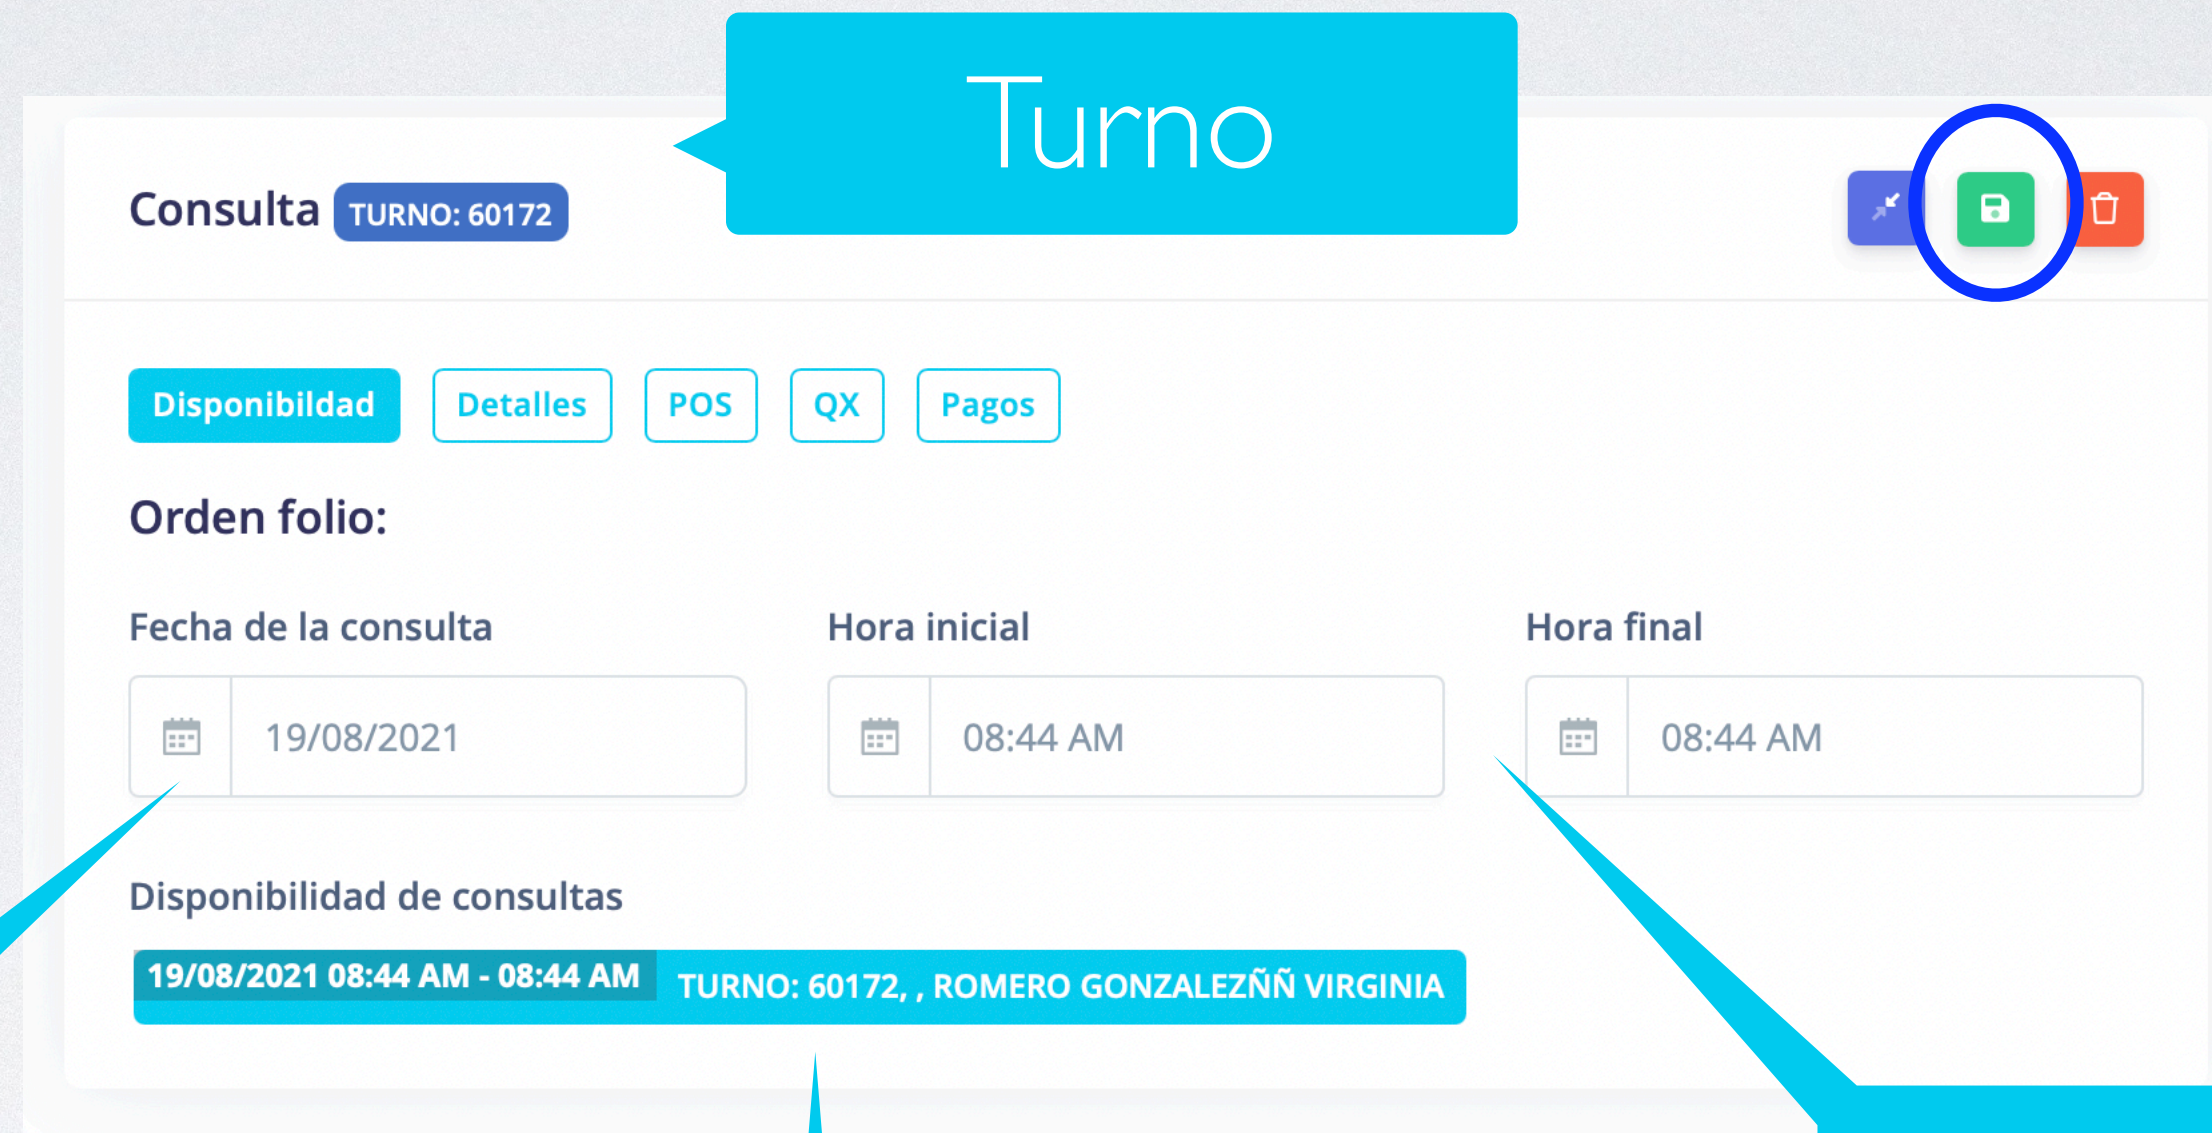 Turno
Consulta TURNO: 60172
Disponibildad Detalles POS QX Pagos
Orden folio:
Fecha de la consulta Hora inicial Hora final
19/08/2021 08:44 AM 08:44 AM
Disponibilidad de consultas
19/08/2021 08:44 AM - 08:44 AM TURNO: 60172, , ROMERO GONZALEZÑÑ VIRGINIA